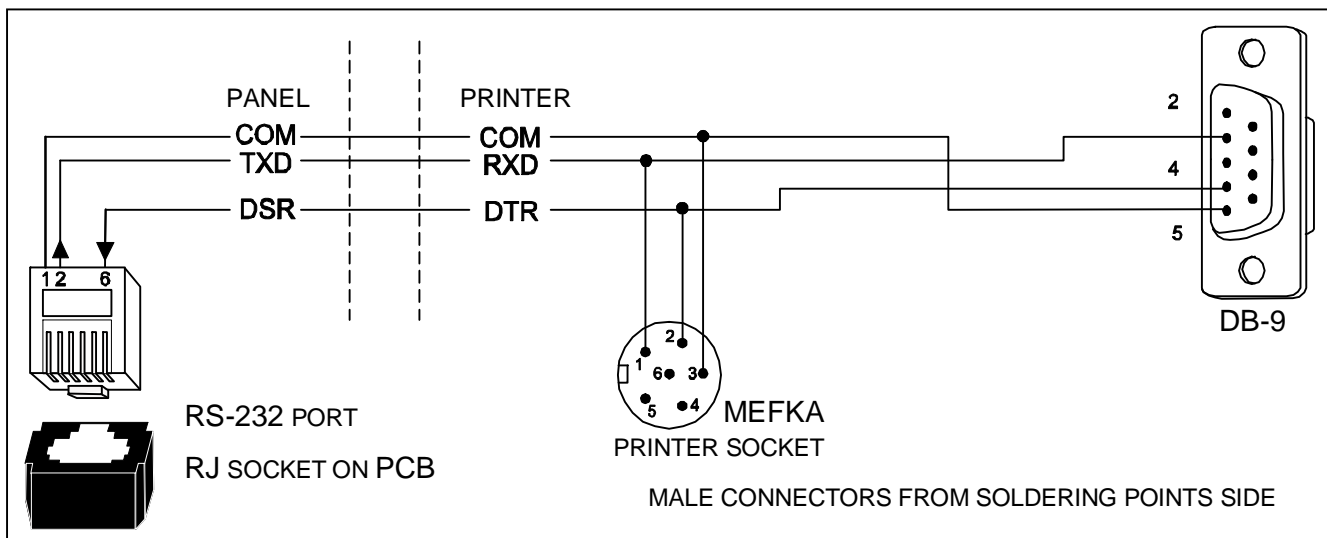 PANEL PRINTER
COM COM
TXD RXD
DSR DTR
2
4
5
DB-9
1 2 6
1
2
3
4
5
6
MEFKA
PRINTER SOCKET
RS-232 PORT
RJ SOCKET ON PCB
MALE CONNECTORS FROM SOLDERING POINTS SIDE